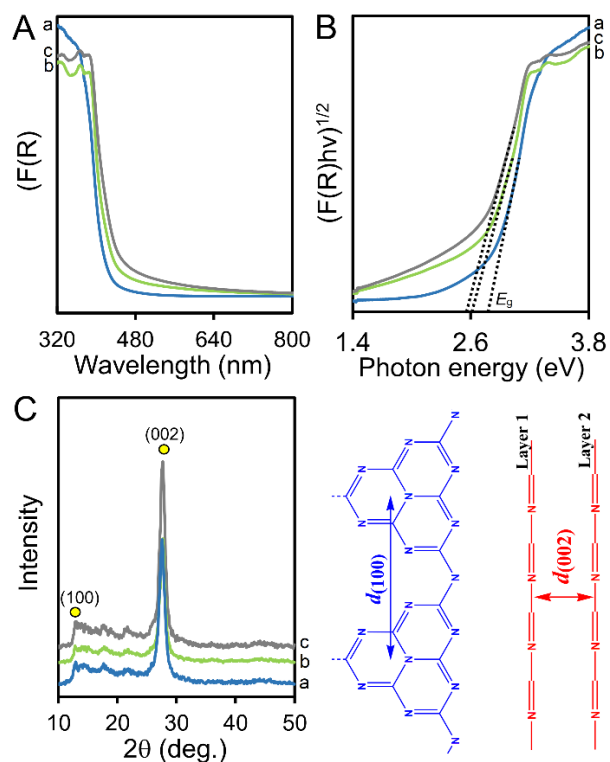 A
a
c
b
(F(R)
320 480 640 800
Wavelength (nm)
B
a
c
b
(F(R)hν)1/2
Eg
1.4 2.6 3.8
Photon energy (eV)
C
(002)
(100)
Intensity
c
b
a
10 20 30 40 50
2θ (deg.)
N
N N
N N N
N N
N N
N
N N
N N N
N N
N N
N
d(100)
Layer 1
Layer 2
N N
N N
d(002)
N N
N N